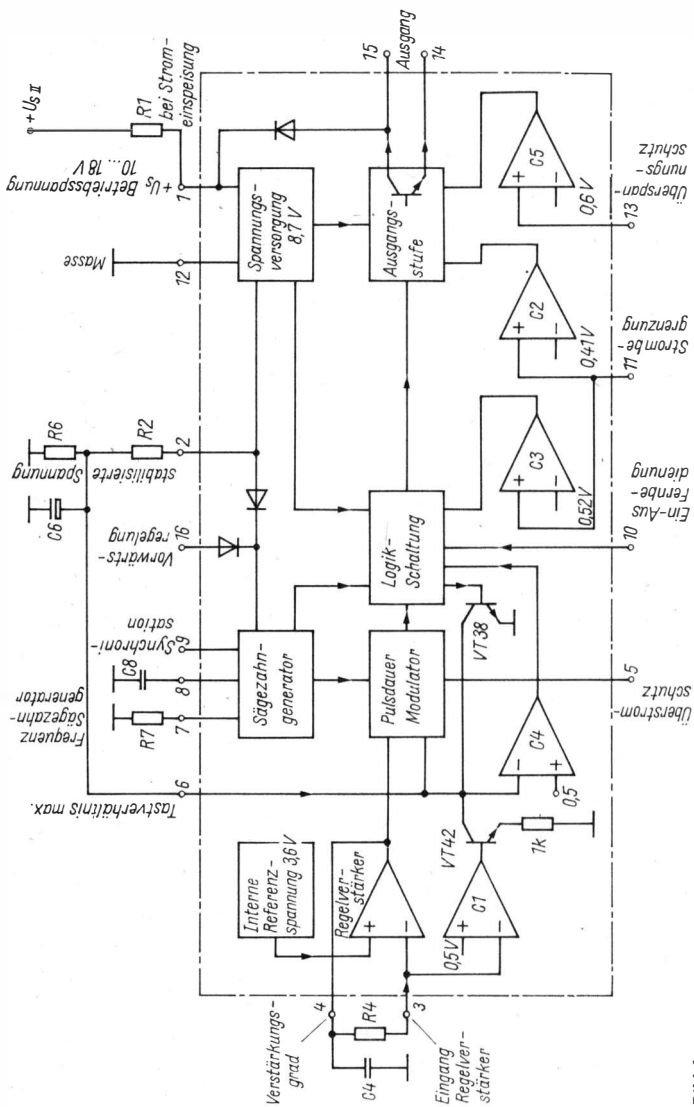 +U_S II
R1
bei Strom-
einspeisung
+U_S Betriebsspannung
10...18 V
1
Masse
12
R6
R2
C6
stabilisierte
Spannung
2
Vorwärts-
regelung
16
Synchroni-
sation
9
C8
8
R7
7
Frequenz
Sägezahn-
generator
Tastverhältnis max.
6
15
Ausgang
14
Spannungs-
versorgung
8,7 V
Ausgangs-
stufe
Sägezahn-
generator
Logik-
Schaltung
Pulsdauer
Modulator
Interne
Referenz-
spannung 3,6 V
Regelver-
stärker
+
−
Verstärkungs-
grad
4
C4
R4
3
Eingang
Regelver-
stärker
0,5V
+
−
C1
VT42
1k
−
+
C4
0,5
VT38
+
−
C3
0,52V
+
−
C2
0,41V
+
−
C5
0,6 V
5
Überstrom-
schutz
10
Ein-Aus
Fernbe-
dienung
11
Strombe-
grenzung
13
Überspan-
nungs-
schutz